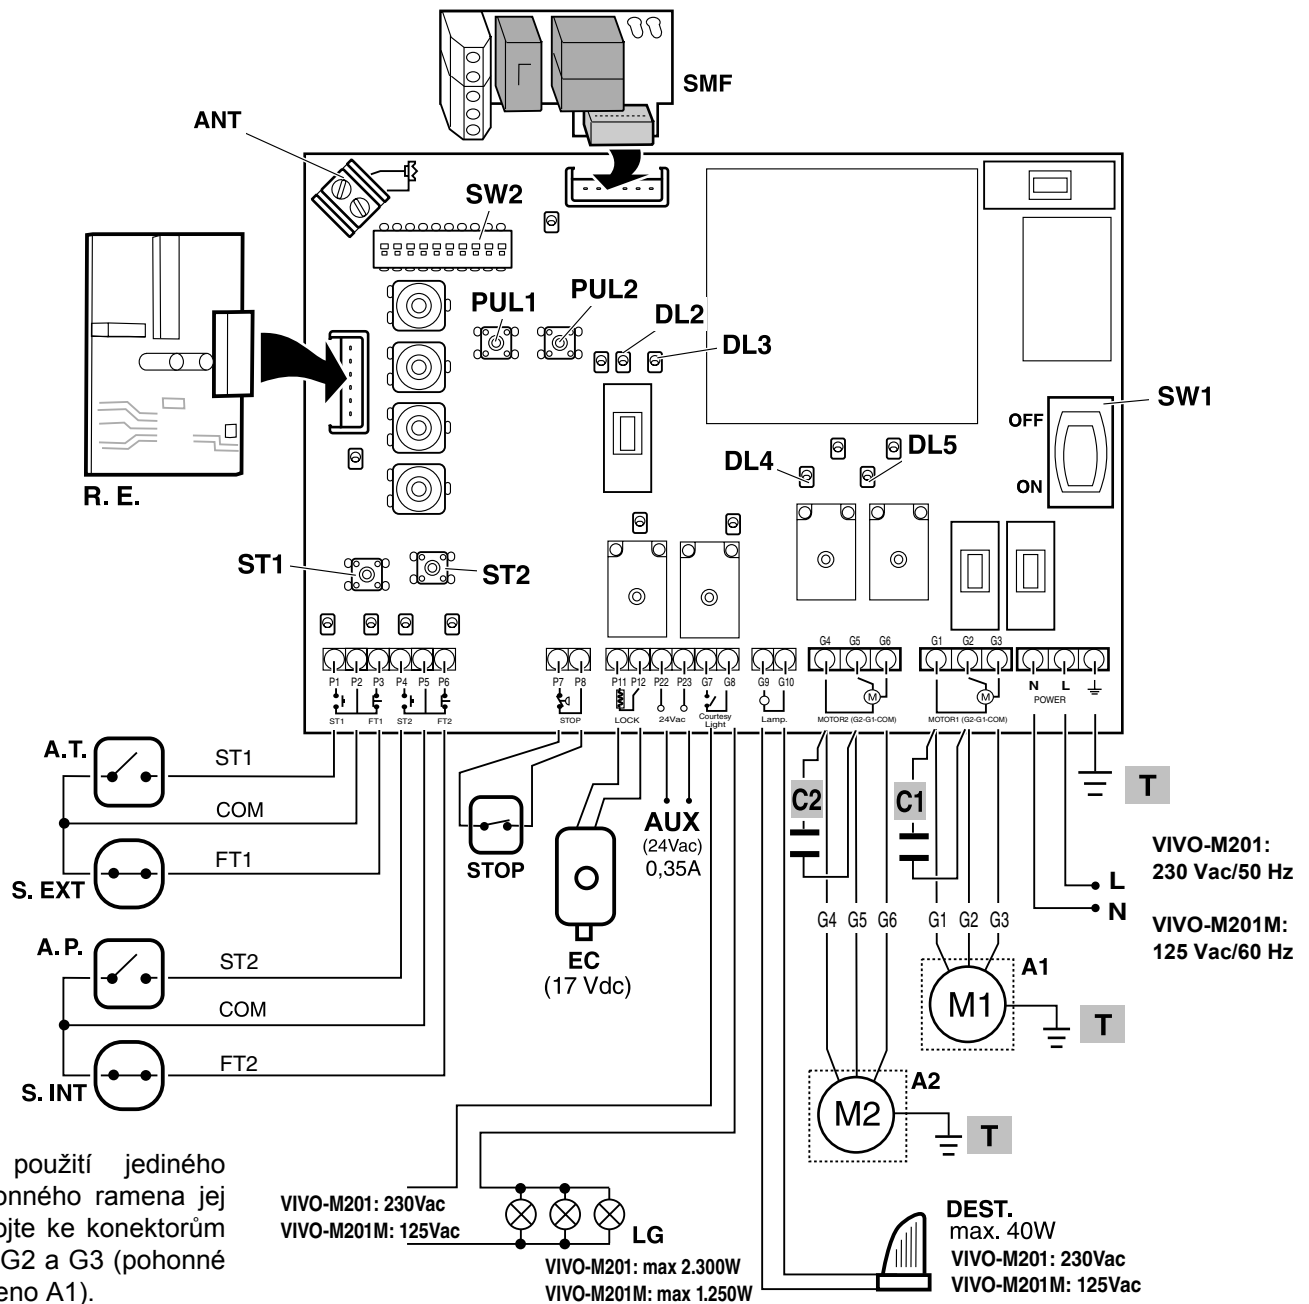 SMF
ANT
SW2
PUL1
PUL2
DL2
DL3
SW1
OFF
ON
DL4
DL5
R. E.
ST1
ST2
G4 G5 G6
G1 G2 G3
P1 P2 P3 P4 P5 P6
P7 P8
P11 P12 P22 P23 G7 G8
G9 G10
N L
POWER
ST1 FT1 ST2 FT2
STOP
LOCK
24Vac
Courtesy
Light
Lamp.
M
MOTOR2 (G2-G1-COM)
M
MOTOR1 (G2-G1-COM)
A.T.
ST1
COM
FT1
S. EXT
A. P.
ST2
COM
FT2
S. INT
STOP
EC
(17 Vdc)
AUX
(24Vac)
0,35A
C2
C1
T
VIVO-M201:
230 Vac/50 Hz
L
N
VIVO-M201M:
125 Vac/60 Hz
G4 G5 G6
G1 G2 G3
A1
M1
T
A2
M2
T
použití jediného
onného ramena jej
ojte ke konektorům
G2 a G3 (pohonné
eno A1).
VIVO-M201: 230Vac
VIVO-M201M: 125Vac
LG
VIVO-M201: max 2.300W
VIVO-M201M: max 1.250W
DEST.
max. 40W
VIVO-M201: 230Vac
VIVO-M201M: 125Vac